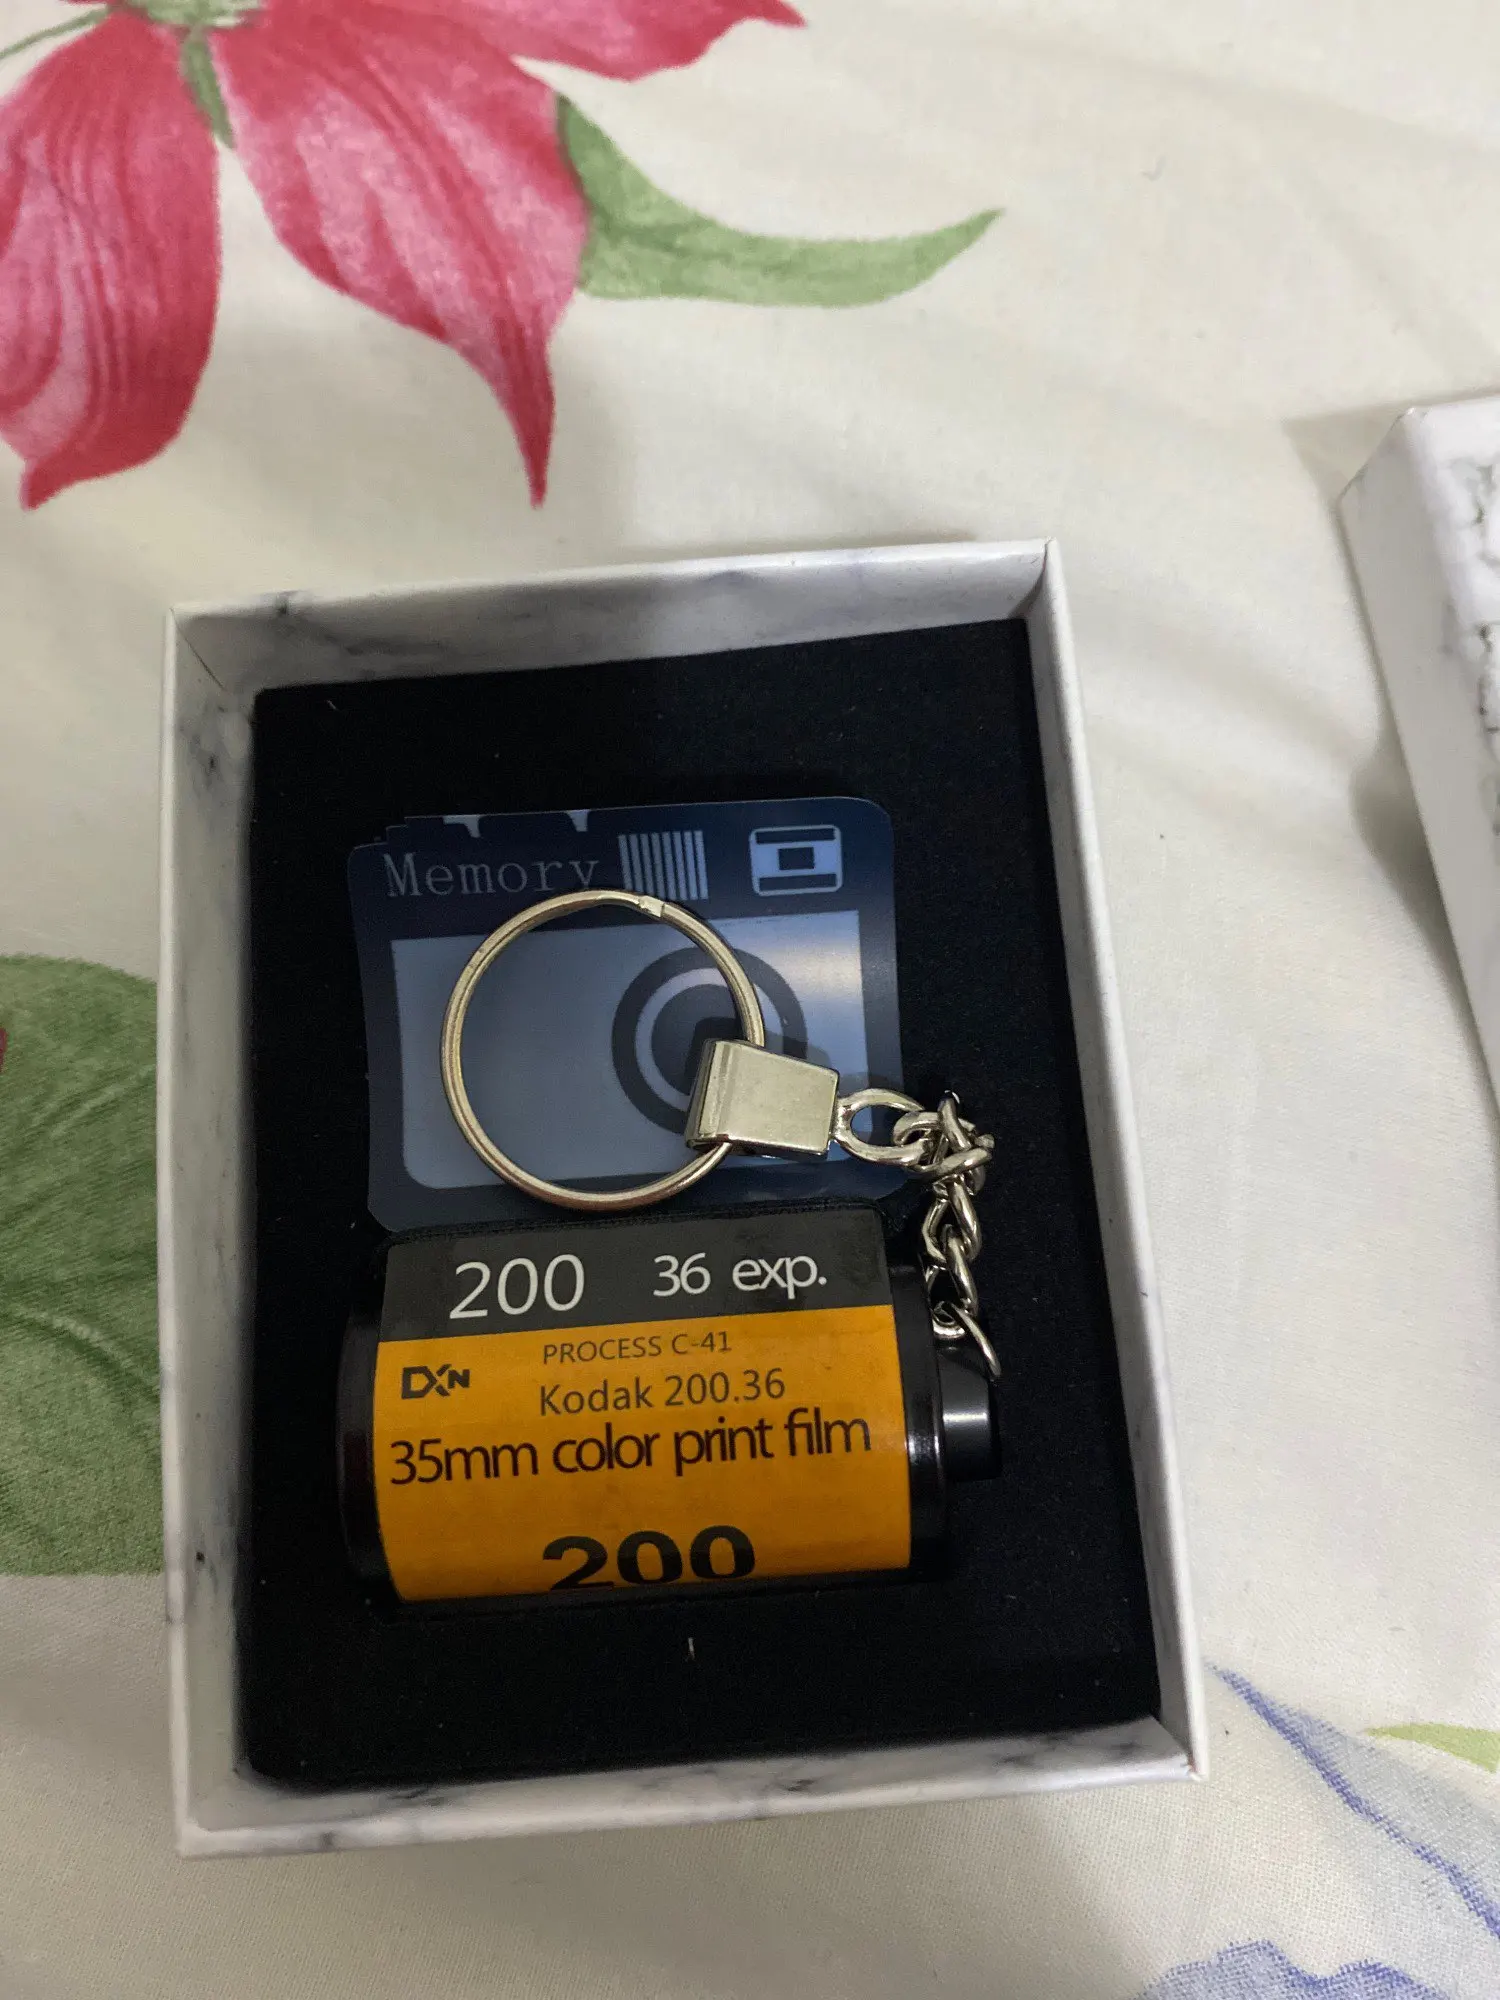 Memory
200 36 exp.
PROCESS C-41
DXN
Kodak 200.36
35mm color print film
200